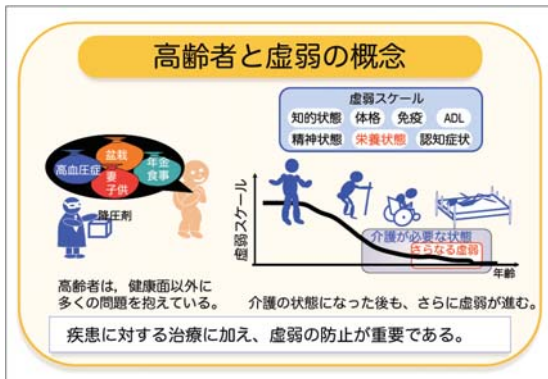 高齢者と虚弱の概念
虚弱スケール
知的状態 体格 免疫 ADL
精神状態 栄養状態 認知症状
盆栽
高血圧症
年金
食事
妻
子供
降圧剤
虚弱スケール
介護が必要な状態
さらなる虚弱
年齢
高齢者は，健康面以外に
多くの問題を抱えている。
介護の状態になった後も、さらに虚弱が進む。
疾患に対する治療に加え、虚弱の防止が重要である。